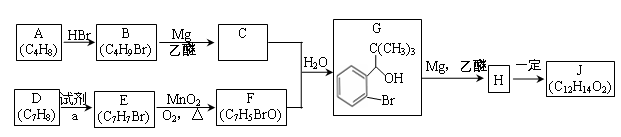 A
(C₄H₈)
HBr
B
(C₄H₉Br)
Mg
乙醚
C
H₂O
G
C(CH₃)₃
OH
Br
Mg，乙醚
H
一定
J
(C₁₂H₁₄O₂)
D
(C₇H₈)
试剂
a
E
(C₇H₇Br)
MnO₂
O₂，△
F
(C₇H₅BrO)